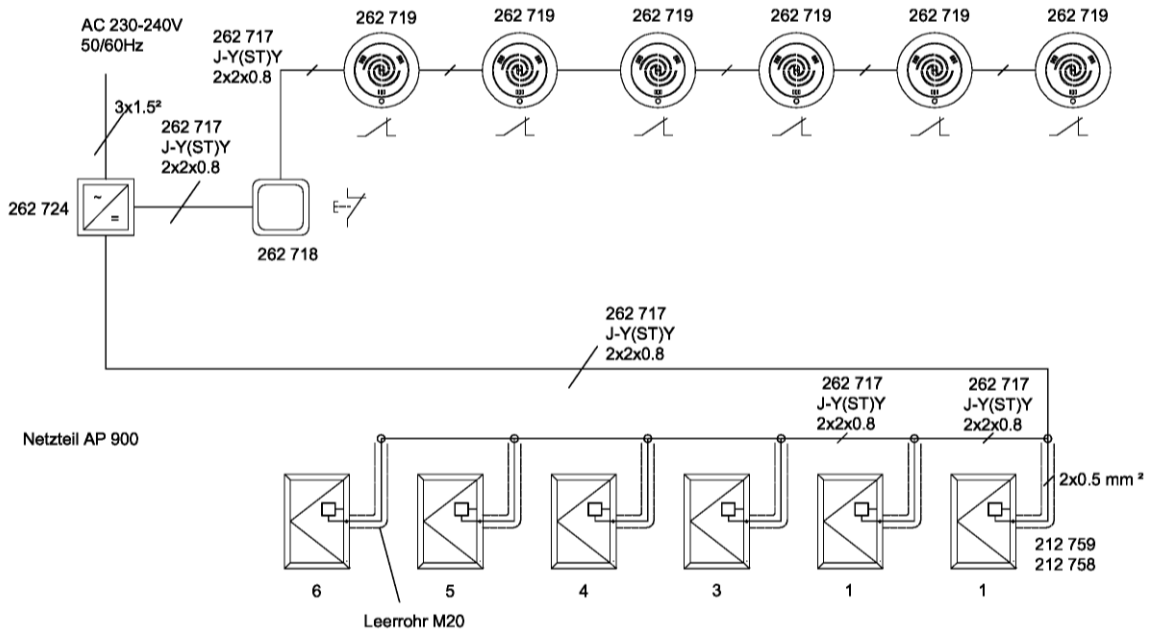 262 719
262 719
262 719
262 719
262 719
262 719
AC 230-240V
50/60Hz
262 717
J-Y(ST)Y
2x2x0.8
3x1.5²
262 717
J-Y(ST)Y
2x2x0.8
262 724
~
=
262 718
262 717
J-Y(ST)Y
2x2x0.8
262 717
J-Y(ST)Y
2x2x0.8
262 717
J-Y(ST)Y
2x2x0.8
Netzteil AP 900
2x0.5 mm ²
212 759
212 758
6
5
4
3
1
1
Leerrohr M20